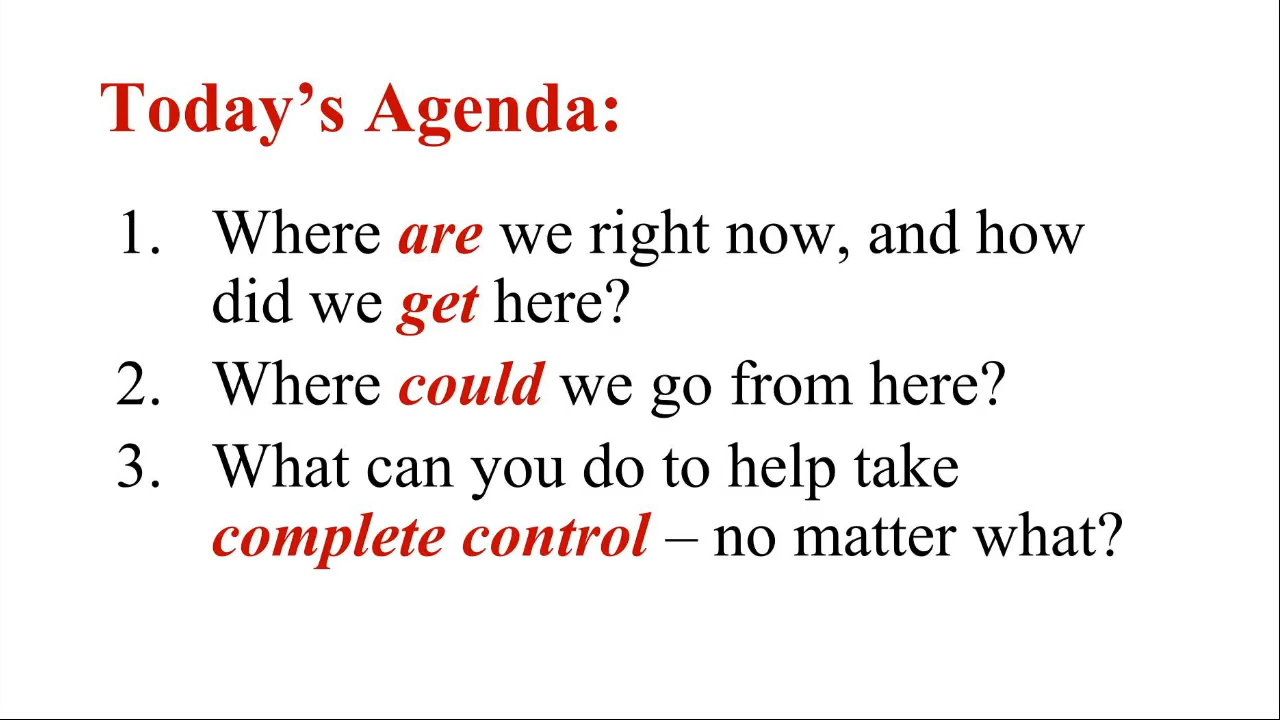 Today’s Agenda:
1. Where are we right now, and how
did we get here?
2. Where could we go from here?
3. What can you do to help take
complete control – no matter what?